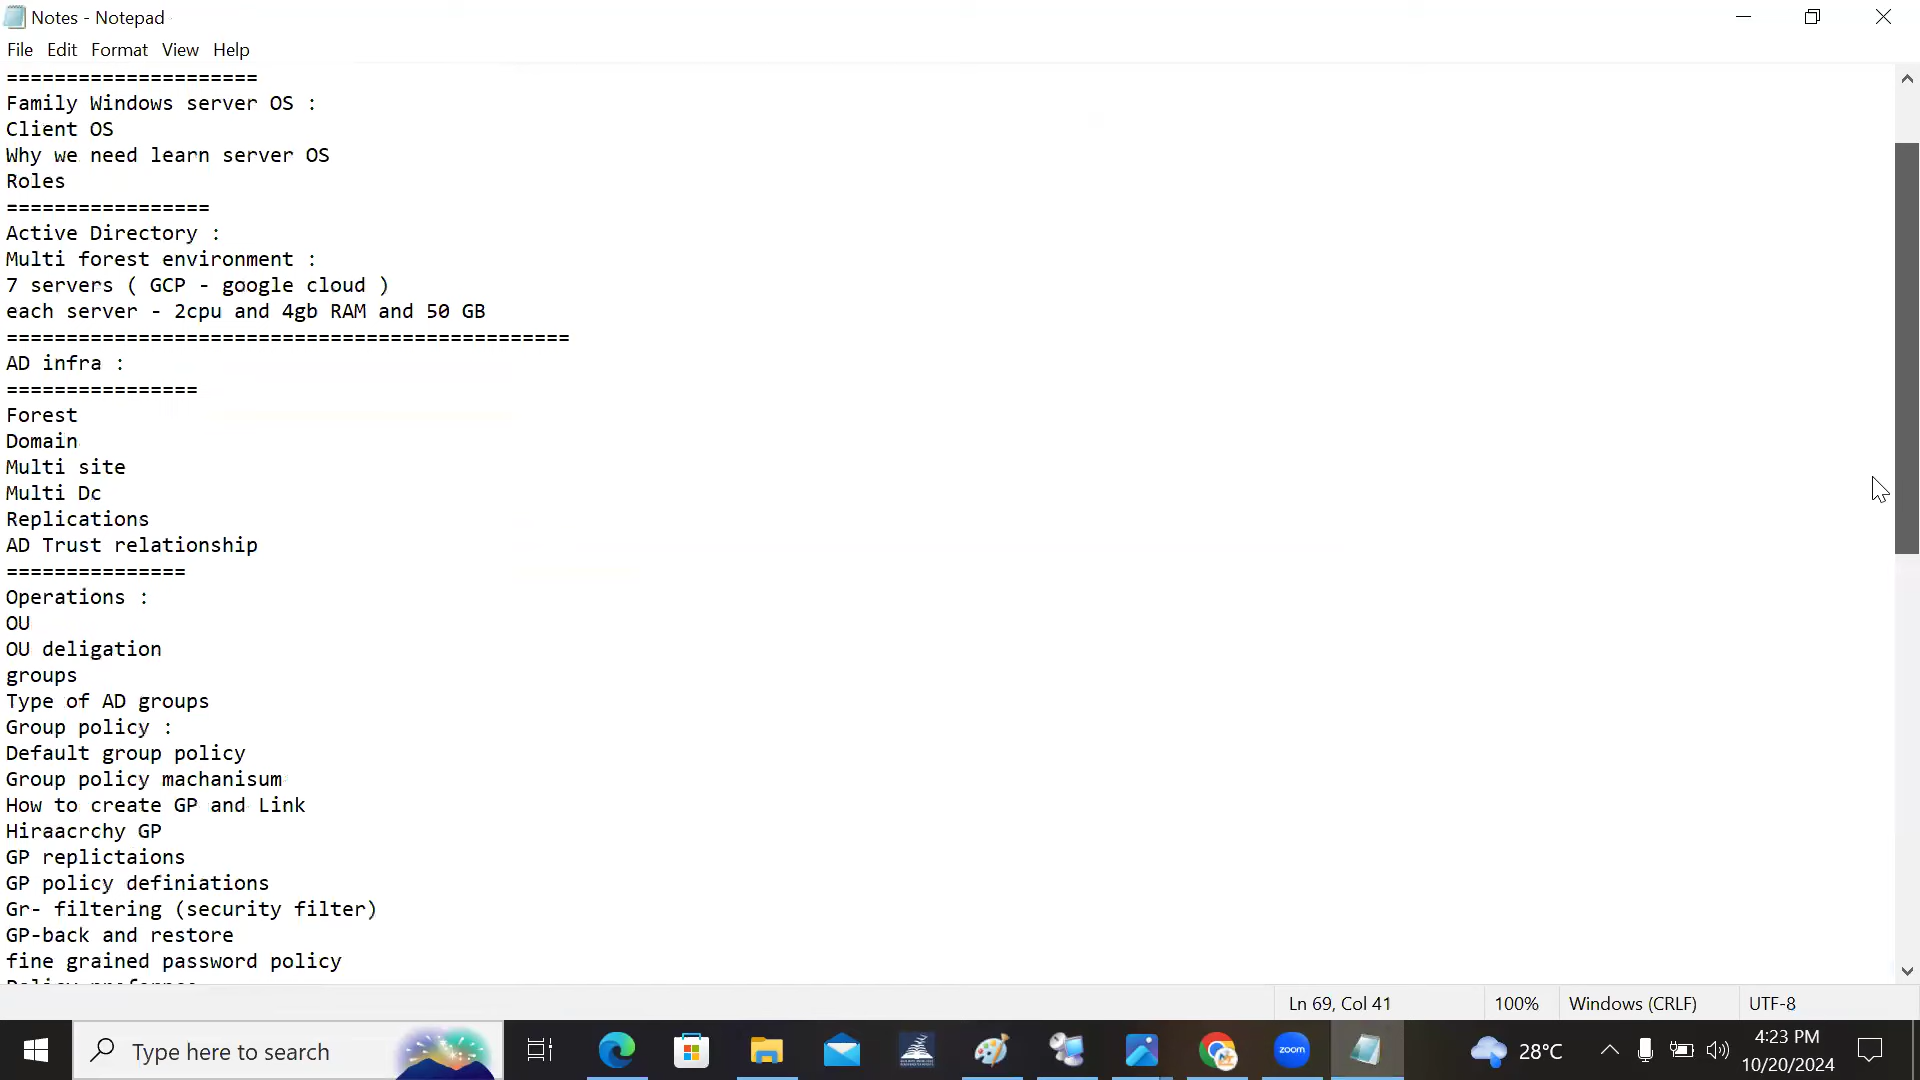 Notes - Notepad
File Edit Format View Help
=====================
Family Windows server OS :
Client OS
Why we need learn server OS
Roles
=================
Active Directory :
Multi forest environment :
7 servers ( GCP - google cloud )
each server - 2cpu and 4gb RAM and 50 GB
===============================================
AD infra :
================
Forest
Domain
Multi site
Multi Dc
Replications
AD Trust relationship
===============
Operations :
OU
OU deligation
groups
Type of AD groups
Group policy :
Default group policy
Group policy machanisum
How to create GP and Link
Hiraacrchy GP
GP replictaions
GP policy definiations
Gr- filtering (security filter)
GP-back and restore
fine grained password policy
Ln 69, Col 41 100% Windows (CRLF) UTF-8
Type here to search
zoom
28°C
4:23 PM
10/20/2024